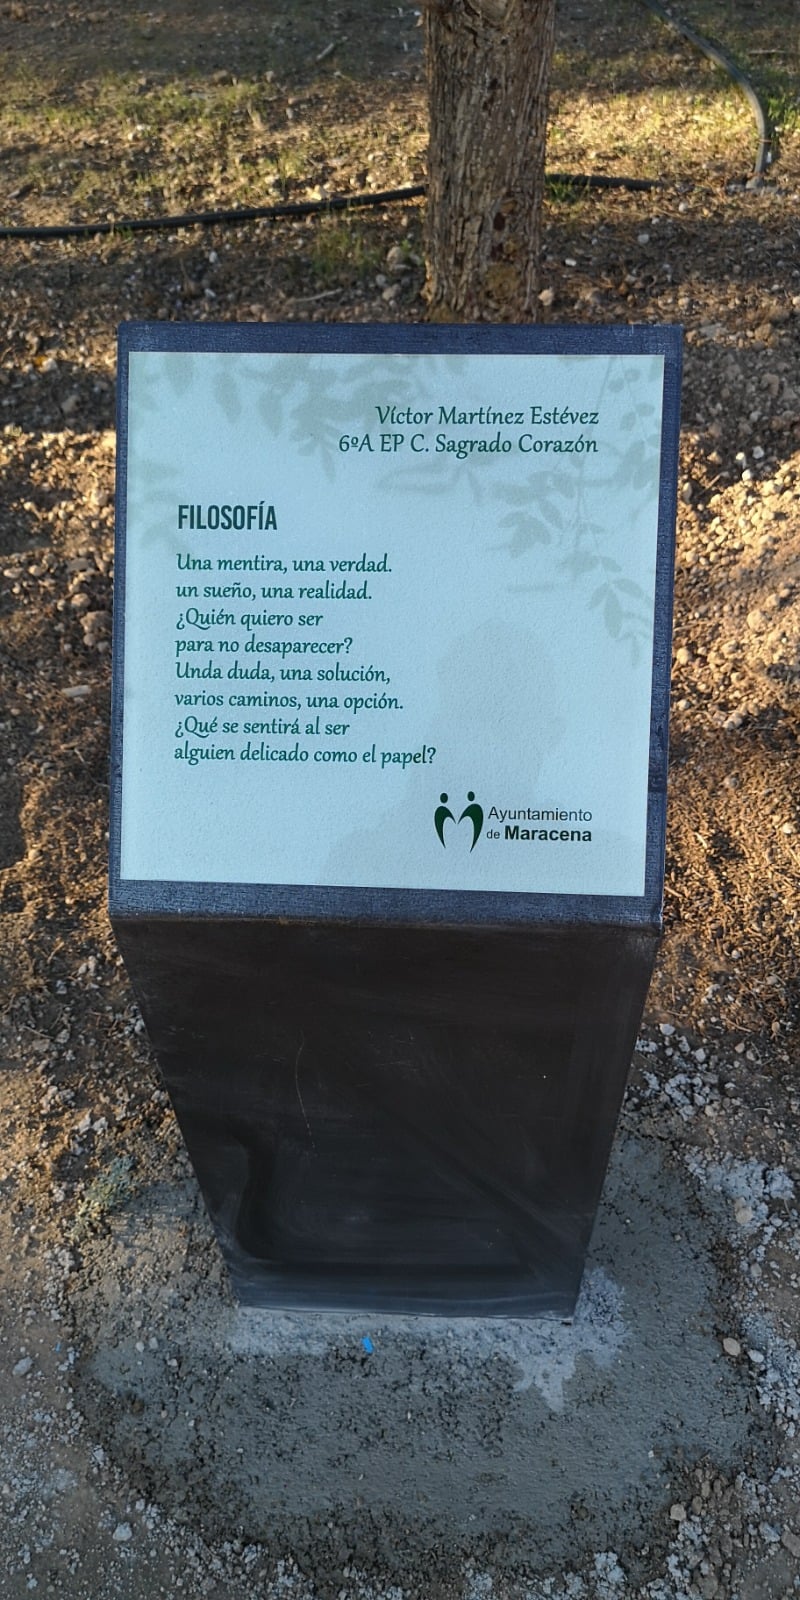 Víctor Martínez Estévez
6ºA EP C. Sagrado Corazón
FILOSOFÍA
Una mentira, una verdad.
un sueño, una realidad.
¿Quién quiero ser
para no desaparecer?
Unda duda, una solución,
varios caminos, una opción.
¿Qué se sentirá al ser
alguien delicado como el papel?
Ayuntamiento
de Maracena